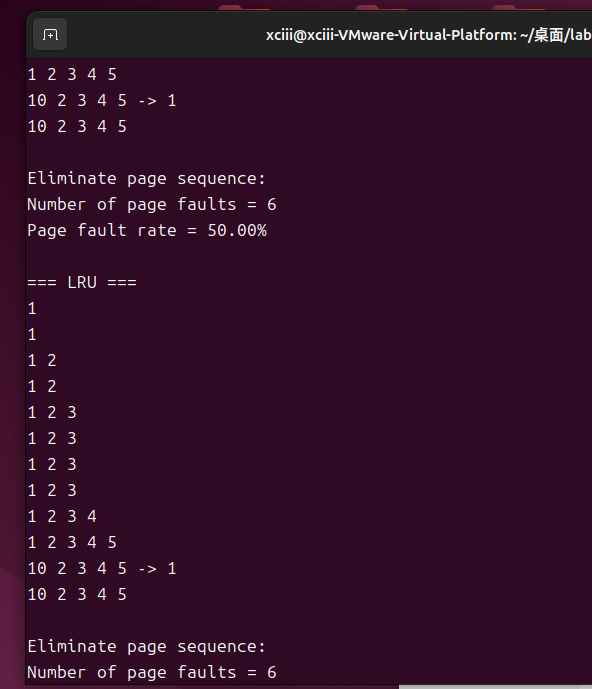 xciii@xciii-VMware-Virtual-Platform: ~/桌面/lab
1 2 3 4 5
10 2 3 4 5 -> 1
10 2 3 4 5
Eliminate page sequence:
Number of page faults = 6
Page fault rate = 50.00%
=== LRU ===
1
1
1 2
1 2
1 2 3
1 2 3
1 2 3
1 2 3
1 2 3 4
1 2 3 4 5
10 2 3 4 5 -> 1
10 2 3 4 5
Eliminate page sequence:
Number of page faults = 6